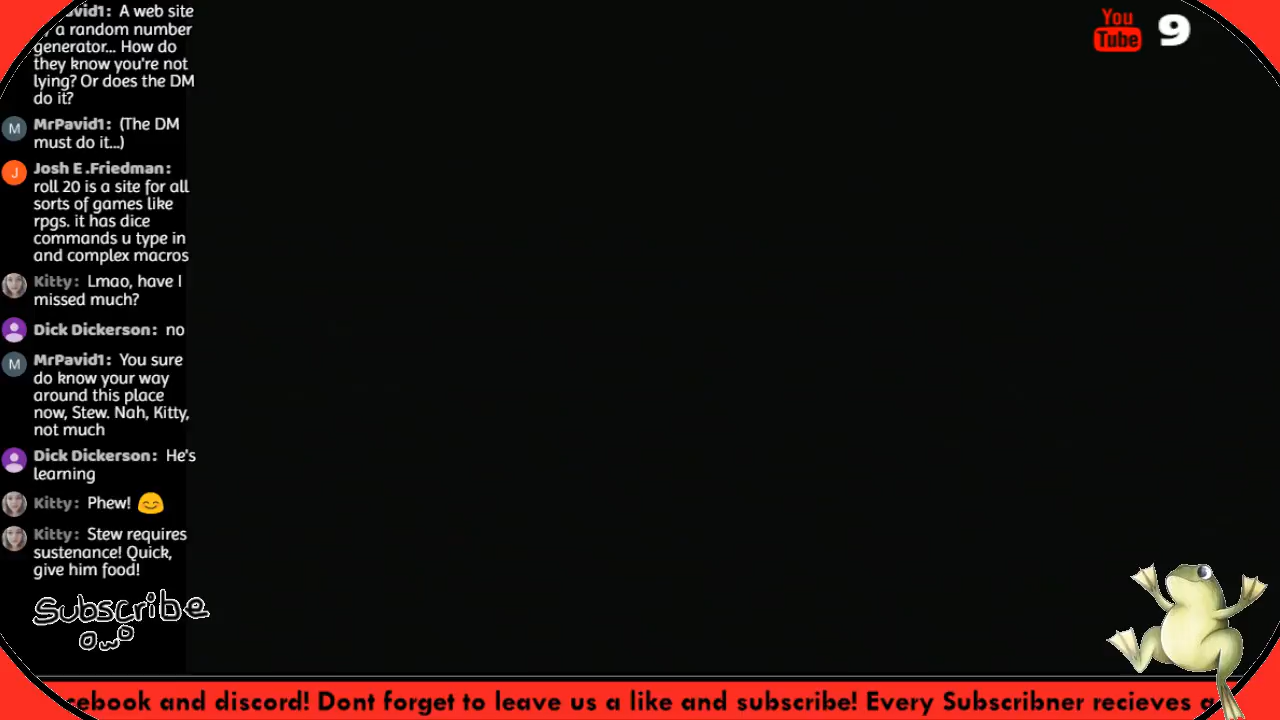 A web site
a random number
generator... How do
they know you're not
lying? Or does the DM
do it?
M MrPavid1: (The DM
must do it...)
J Josh E .Friedman:
roll 20 is a site for all
sorts of games like
rpgs. it has dice
commands u type in
and complex macros
Kitty: Lmao, have I
missed much?
Dick Dickerson: no
M MrPavid1: You sure
do know your way
around this place
now, Stew. Nah, Kitty,
not much
Dick Dickerson: He's
learning
Kitty: Phew! 😊
Kitty: Stew requires
sustenance! Quick,
give him food!
Subscribe
OwO
You
Tube 9
cebook and discord! Dont forget to leave us a like and subscribe! Every Subscribner recieves